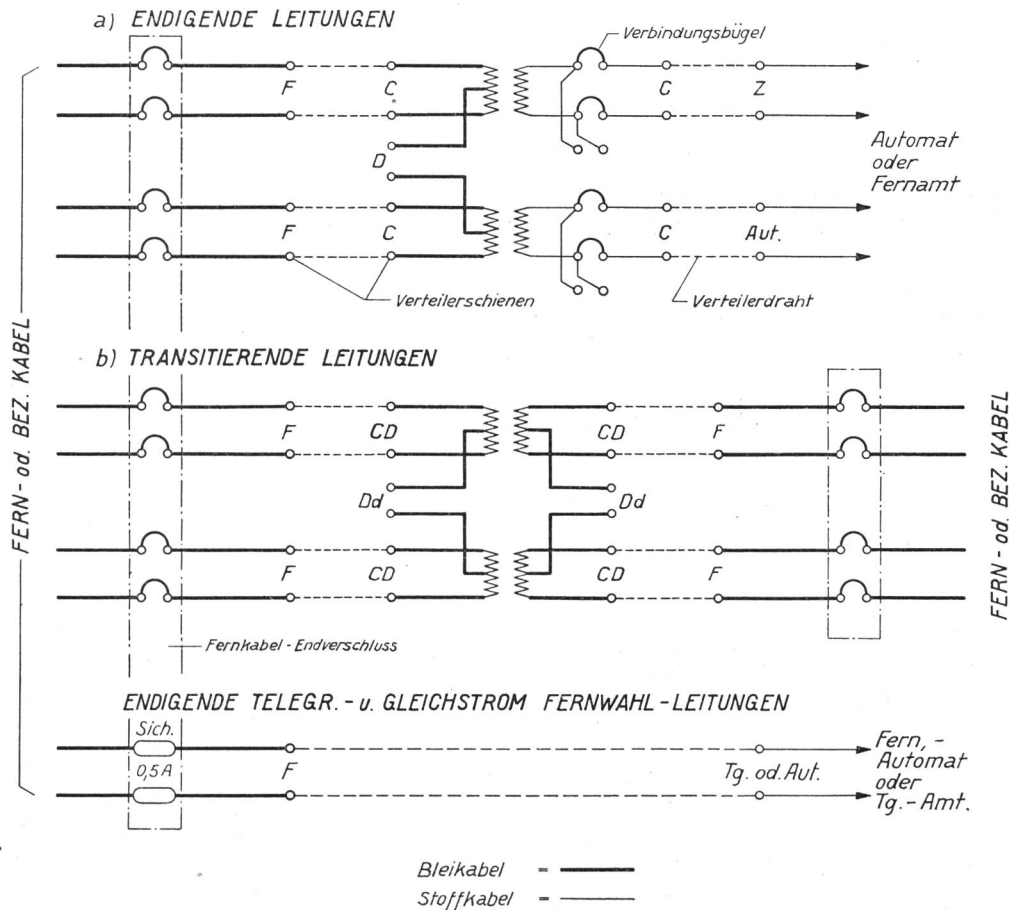 a) ENDIGENDE LEITUNGEN
Verbindungsbügel
F C C Z
D
Automat
oder
Fernamt
F C C Aut.
Verteilerschienen
Verteilerdraht
FERN- od. BEZ. KABEL
b) TRANSITIERENDE LEITUNGEN
F CD CD F
Dd Dd
F CD CD F
FERN- od. BEZ. KABEL
Fernkabel-Endverschluss
ENDIGENDE TELEGR.- u. GLEICHSTROM FERNWAHL-LEITUNGEN
Sich.
0,5A
F
Tg. od. Aut.
Fern,-
Automat
oder
Tg.-Amt.
Bleikabel =
Stoffkabel =